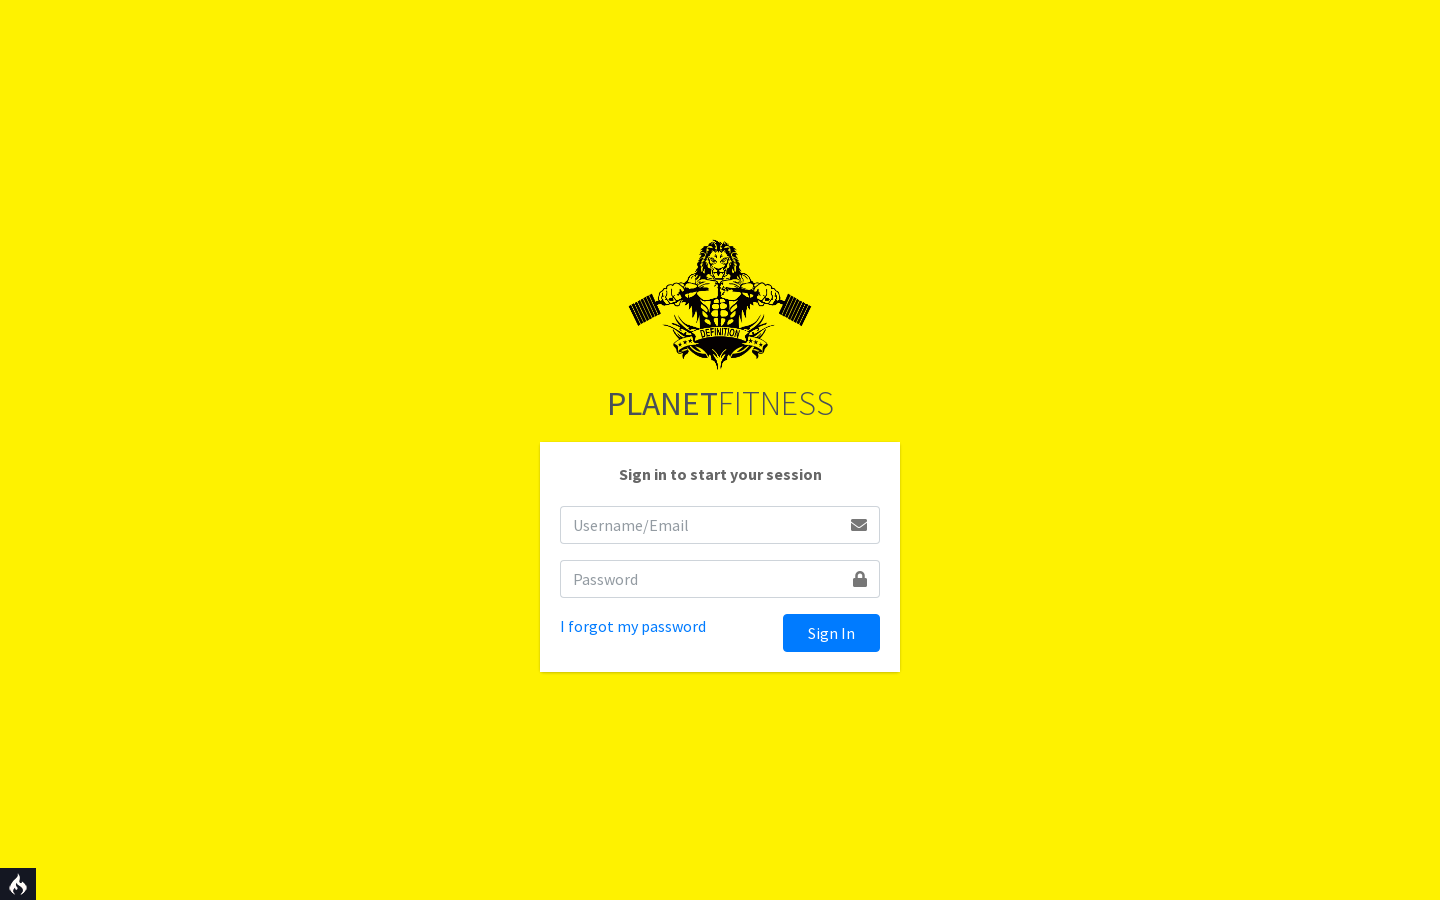 DEFINITION
PLANETFITNESS
Sign in to start your session
Username/Email
Password
I forgot my password
Sign In